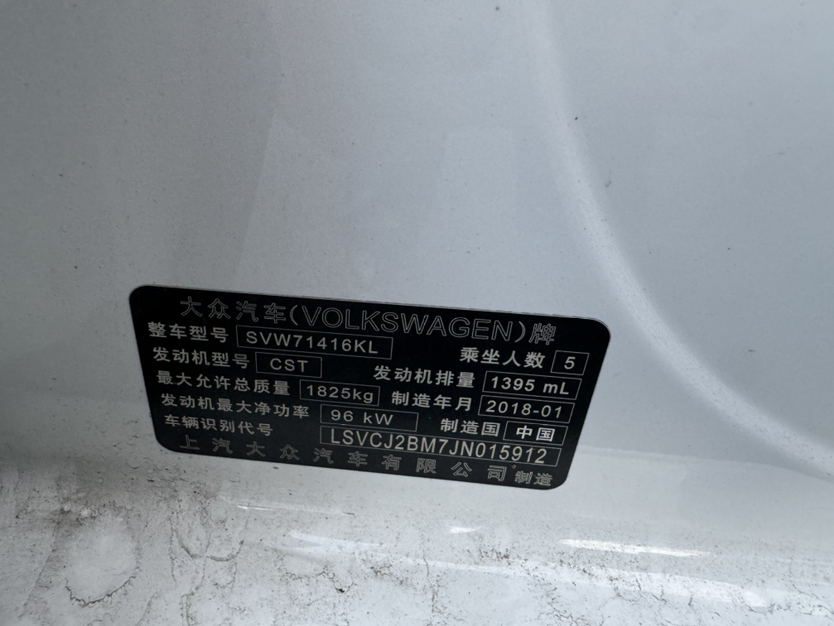 大众汽车(VOLKSWAGEN)牌
整车型号 SVW71416KL 乘坐人数 5
发动机型号 CST 发动机排量 1395 mL
最大允许总质量 1825kg 制造年月 2018-01
发动机最大净功率 96 kW 制造国 中国
车辆识别代号 LSVCJ2BM7JN015912
上汽大众汽车有限公司 制造